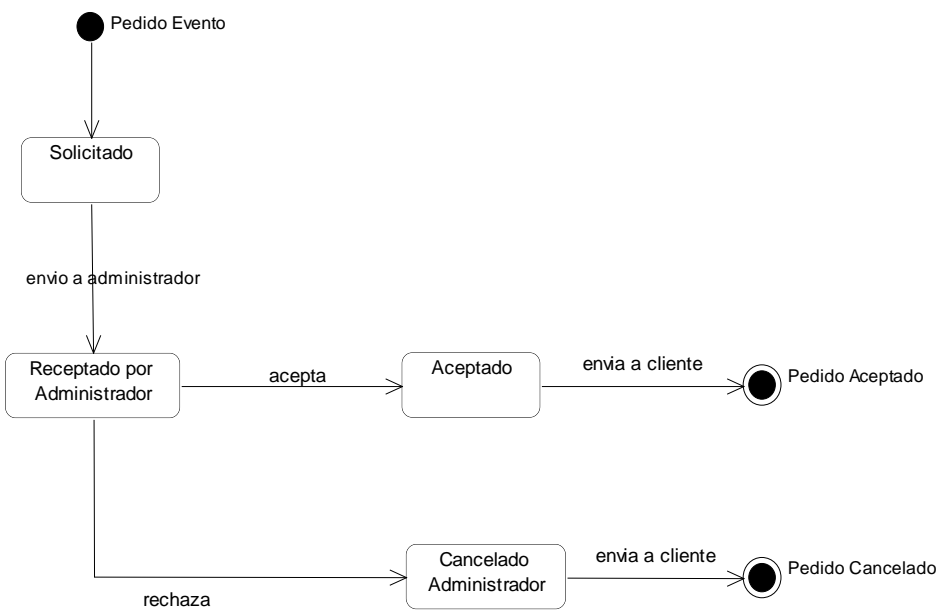 Pedido Evento
Solicitado
envio a administrador
Receptado por
Administrador
acepta
Aceptado
envia a cliente
Pedido Aceptado
rechaza
Cancelado
Administrador
envia a cliente
Pedido Cancelado